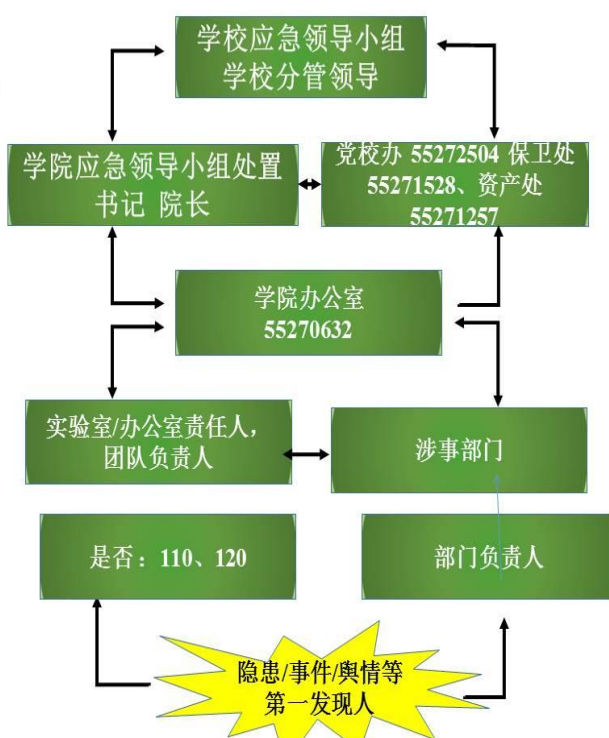 学校应急领导小组
学校分管领导
学院应急领导小组处置
书记 院长
党校办 55272504 保卫处
55271528、资产处
55271257
学院办公室
55270632
实验室/办公室责任人，
团队负责人
涉事部门
是否：110、120
部门负责人
隐患/事件/舆情等
第一发现人